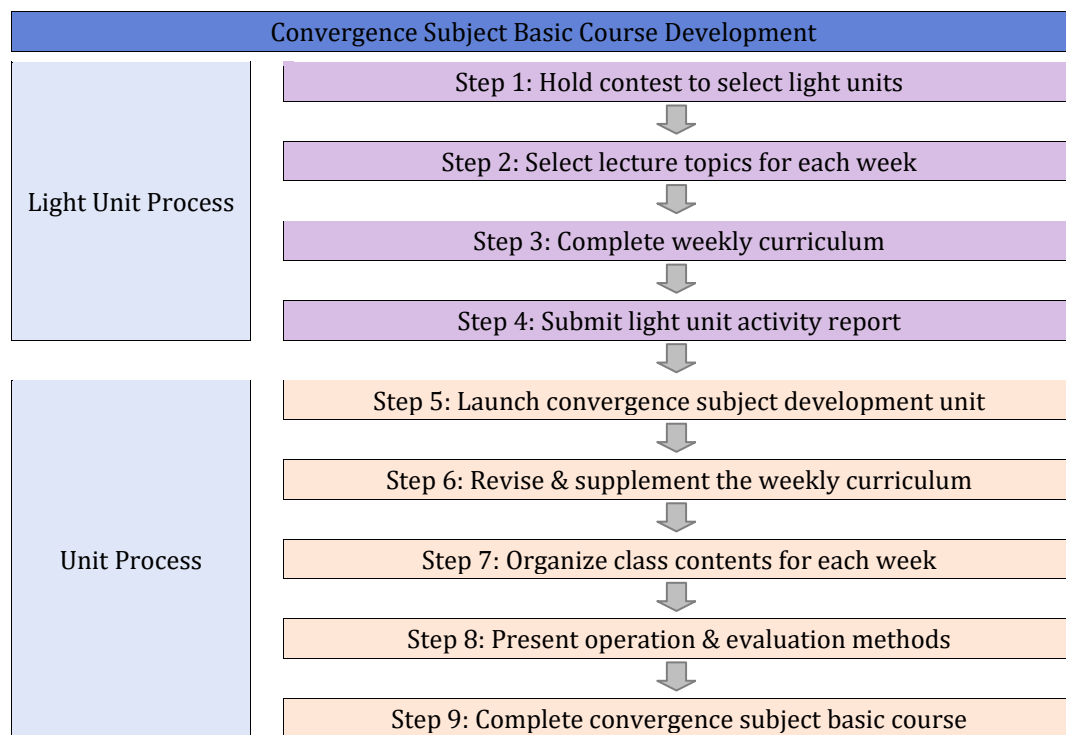 Convergence Subject Basic Course Development
Light Unit Process
Step 1: Hold contest to select light units
Step 2: Select lecture topics for each week
Step 3: Complete weekly curriculum
Step 4: Submit light unit activity report
Unit Process
Step 5: Launch convergence subject development unit
Step 6: Revise & supplement the weekly curriculum
Step 7: Organize class contents for each week
Step 8: Present operation & evaluation methods
Step 9: Complete convergence subject basic course